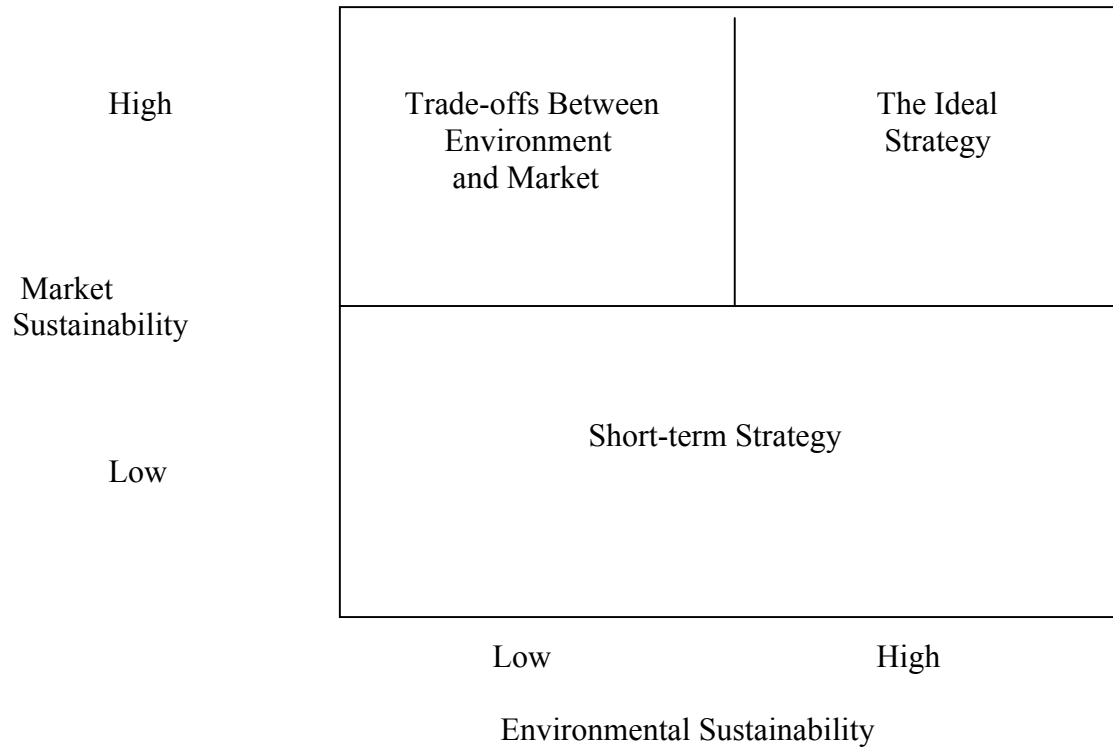 High
Trade-offs Between
Environment
and Market
The Ideal
Strategy
Market
Sustainability
Short-term Strategy
Low
Low
High
Environmental Sustainability